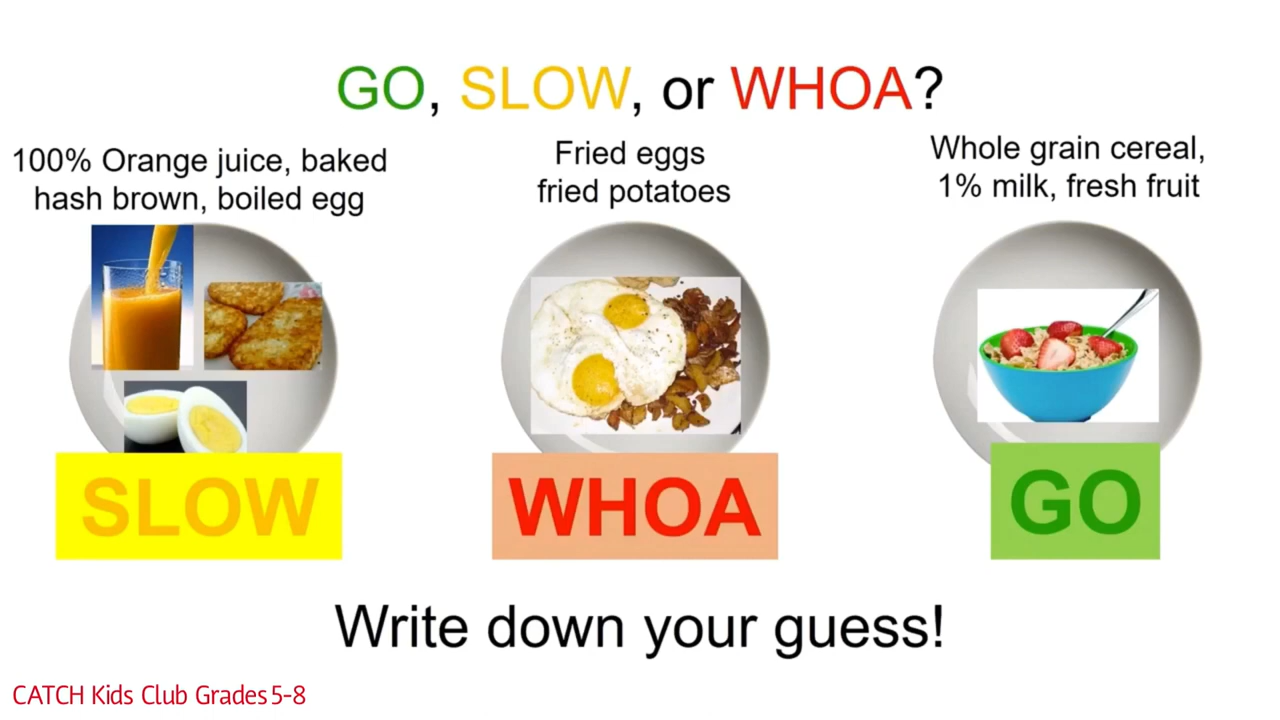 GO, SLOW, or WHOA?
100% Orange juice, baked
hash brown, boiled egg
SLOW
Fried eggs
fried potatoes
WHOA
Whole grain cereal,
1% milk, fresh fruit
GO
Write down your guess!
CATCH Kids Club Grades 5-8